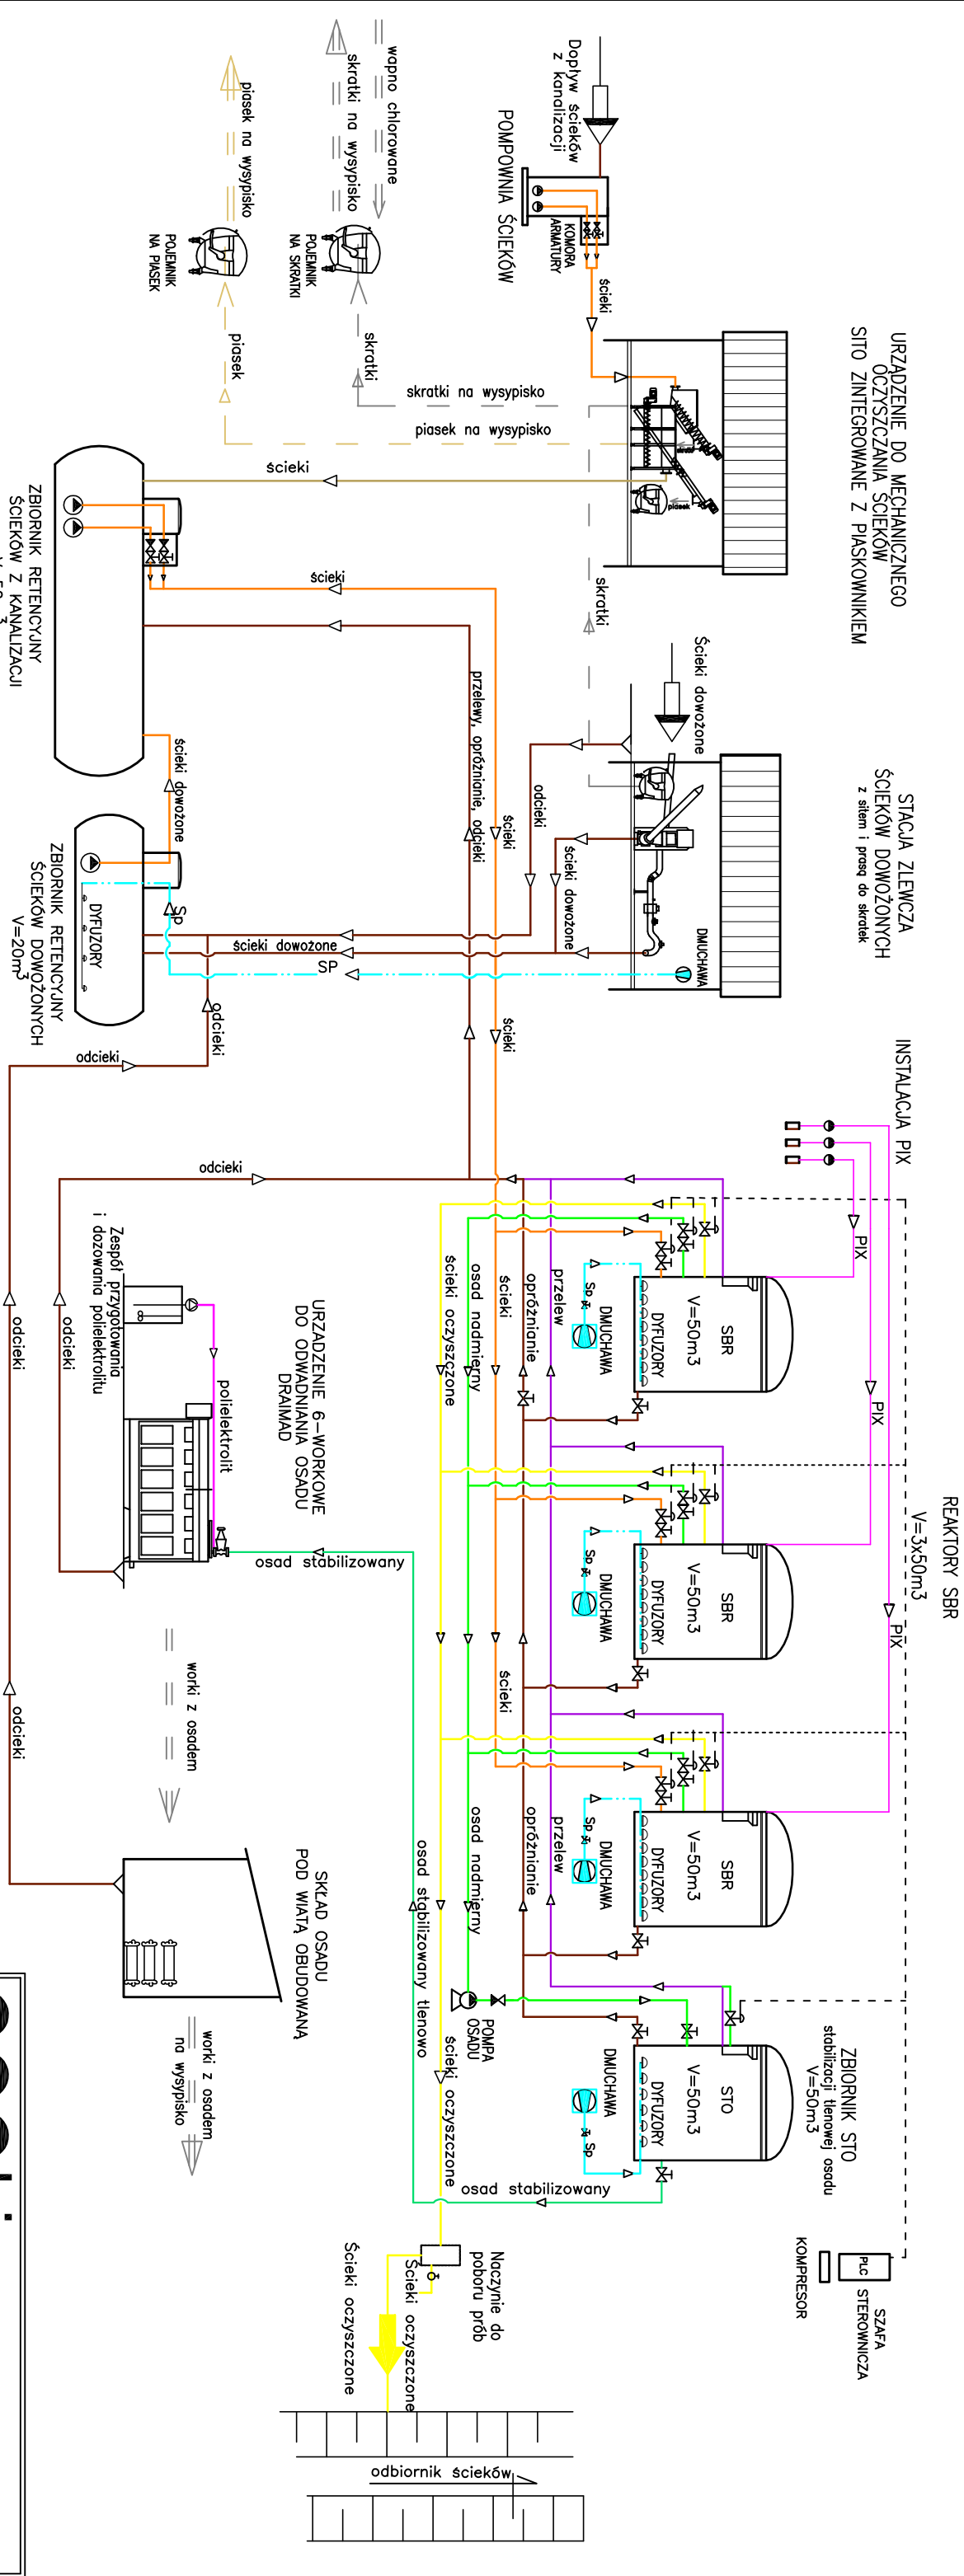 URZĄDZENIE DO MECHANICZNEGO
OCZYSZCZANIA ŚCIEKÓW
SITO ZINTEGROWANE Z PIASKOWNIKIEM
STACJA ZLEWCZA
ŚCIEKÓW DOWOŻONYCH
z sitem i prasą do skratek
INSTALACJA PIX
REAKTORY SBR
V=3x50m3
ZBIORNIK STO
stabilizacji tlenowej osadu
V=50m3
SZAFA
STEROWNICZA
PLC
KOMPRESOR
PIX
PIX
PIX
Dopływ ścieków
z kanalizacji
POMPOWNIA ŚCIEKÓW
KOMORA
ARMATURY
ścieki
skratki
piasek
Ścieki dowożone
DMUCHAWA
SBR
V=50m3
DYFUZORY
DMUCHAWA
Sp
SBR
V=50m3
DYFUZORY
DMUCHAWA
Sp
SBR
V=50m3
DYFUZORY
DMUCHAWA
Sp
STO
V=50m3
DYFUZORY
DMUCHAWA
Sp
wapno chlorowane
skratki na wysypisko
piasek na wysypisko
POJEMNIK
NA SKRATKI
POJEMNIK
NA PIASEK
skratki
piasek
skratki na wysypisko
piasek na wysypisko
skratki
ścieki
ścieki
odcieki
ścieki dowożone
ścieki
przelewy, opróżnianie, odcieki
ścieki
ścieki dowożone
SP
Sp
ścieki dowożone
odcieki
odcieki
odcieki
przelew
opróżnianie
ścieki
osad nadmierny
ścieki oczyszczone
ścieki
przelew
opróżnianie
osad nadmierny
osad stabilizowany tlenowo
POMPA
OSADU
ścieki oczyszczone
osad stabilizowany
Naczynie do
poboru prób
Ścieki oczyszczone
Ścieki oczyszczone
odbiornik ścieków
ZBIORNIK RETENCYJNY
ŚCIEKÓW Z KANALIZACJI
DYFUZORY
ZBIORNIK RETENCYJNY
ŚCIEKÓW DOWOŻONYCH
V=20m3
URZADZENIE 6-WORKOWE
DO ODWADNIANIA OSADU
DRAIMAD
polielektrolit
osad stabilizowany
Zespół przygotowania
i dozowania polielektrolitu
odcieki
odcieki
odcieki
worki z osadem
SKŁAD OSADU
POD WIATĄ OBUDOWANĄ
worki z osadem
na wysypisko